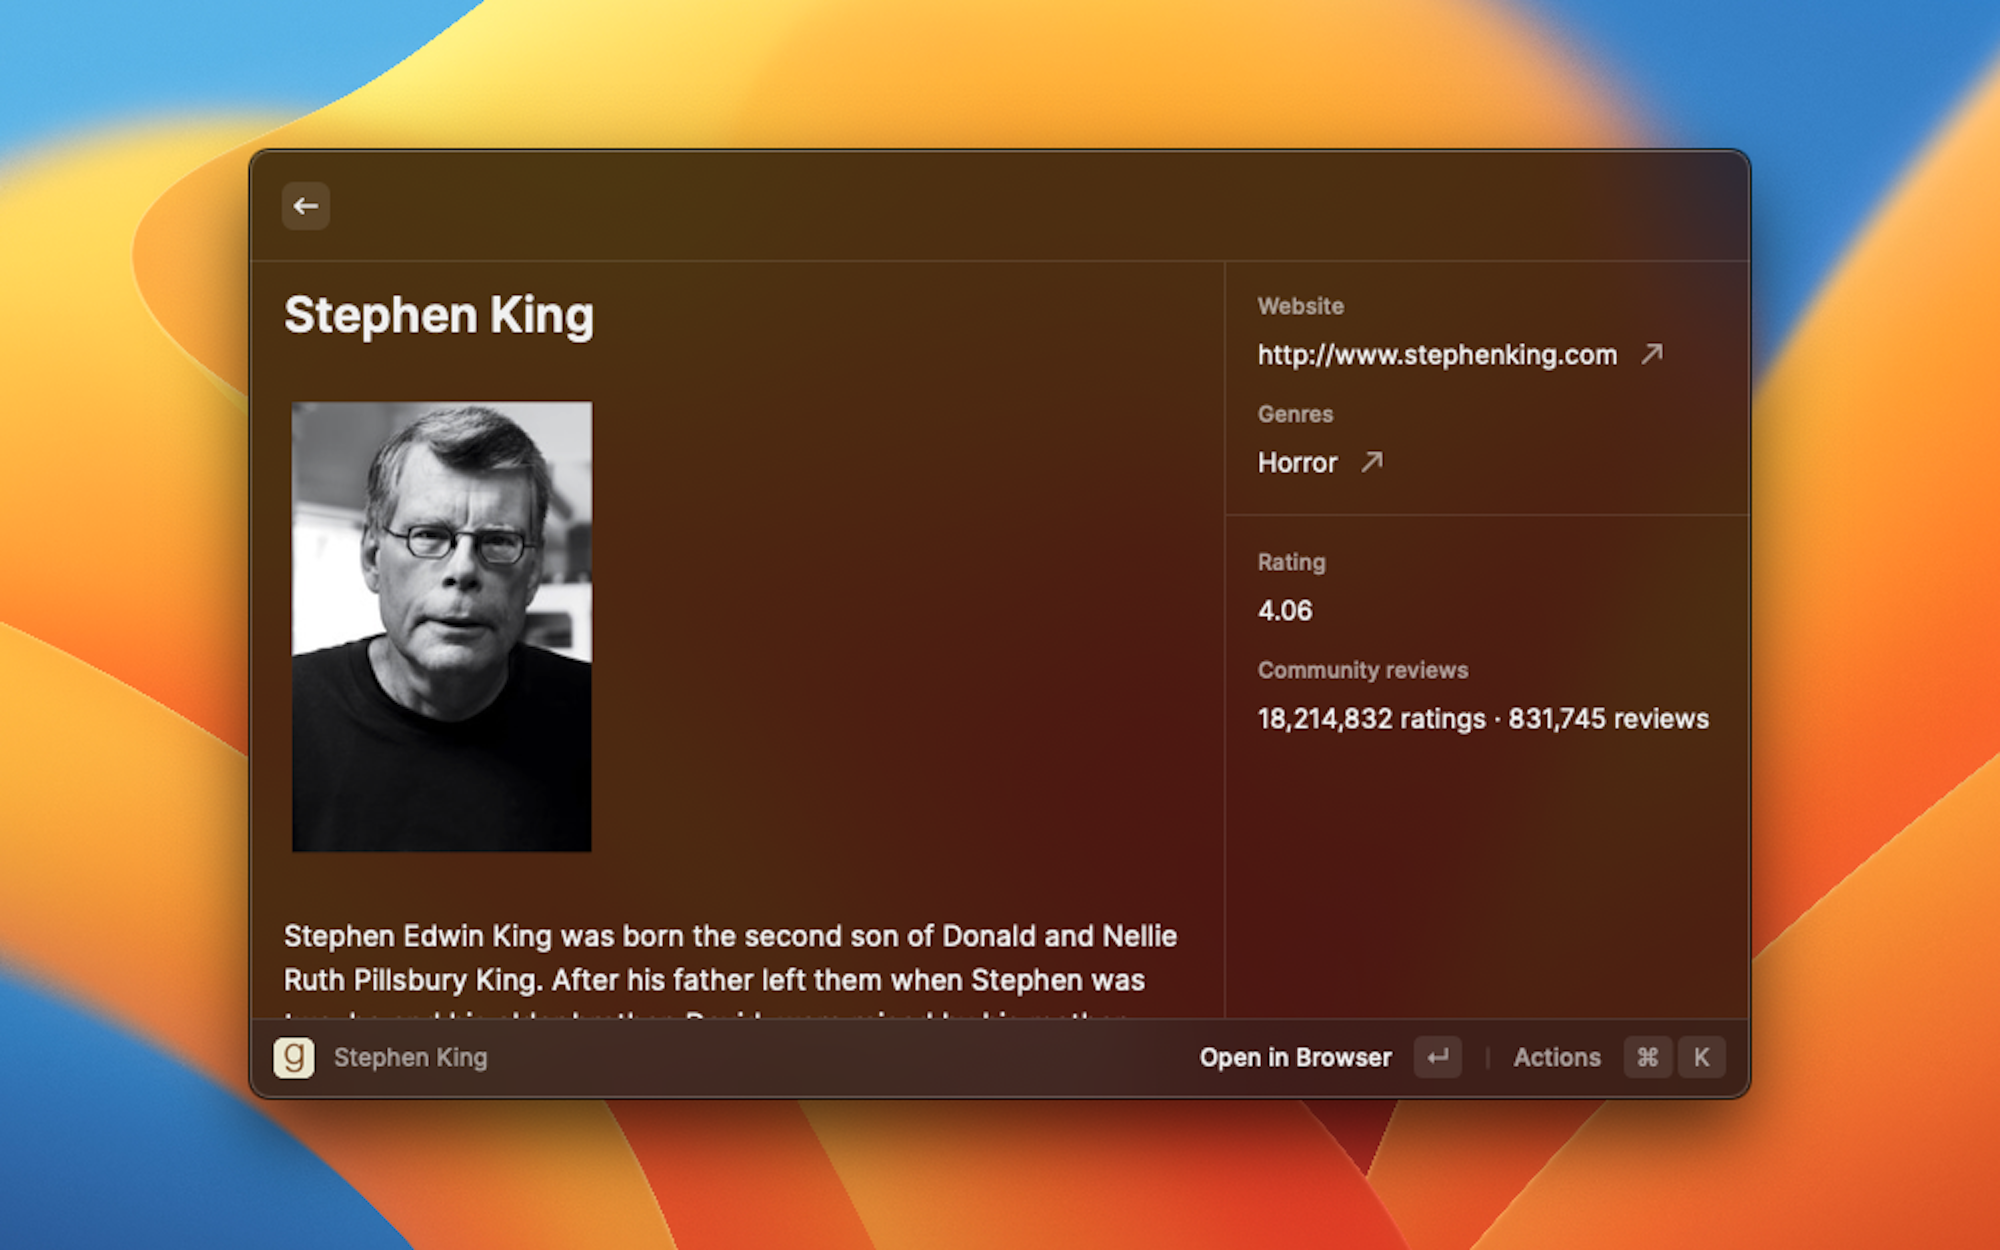 Stephen King
Stephen Edwin King was born the second son of Donald and Nellie
Ruth Pillsbury King. After his father left them when Stephen was
Website
http://www.stephenking.com
Genres
Horror
Rating
4.06
Community reviews
18,214,832 ratings · 831,745 reviews
g Stephen King
Open in Browser ↵ | Actions ⌘ K